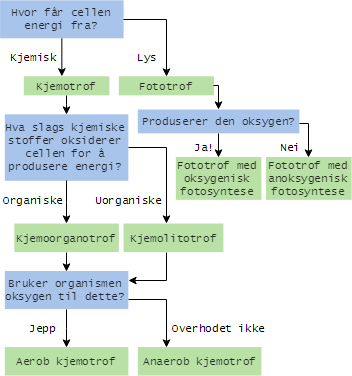 Hvor får cellen
energi fra?
Kjemisk
Lys
Kjemotrof
Fototrof
Hva slags kjemiske
stoffer oksiderer
cellen for å
produsere energi?
Produserer den oksygen?
Ja!
Nei
Fototrof med
oksygenisk
fotosyntese
Fototrof med
anoksygenisk
fotosyntese
Organiske
Uorganiske
Kjemoorganotrof
Kjemolitotrof
Bruker organismen
oksygen til dette?
Jepp
Overhodet ikke
Aerob kjemotrof
Anaerob kjemotrof